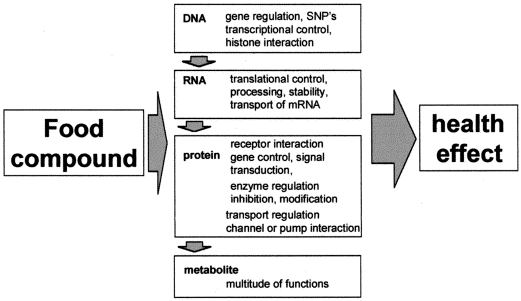 DNA gene regulation, SNP's
transcriptional control,
histone interaction
RNA translational control,
processing, stability,
transport of mRNA
Food
compound
protein receptor interaction
gene control, signal
transduction,
enzyme regulation
inhibition, modification
transport regulation
channel or pump interaction
health
effect
metabolite
multitude of functions